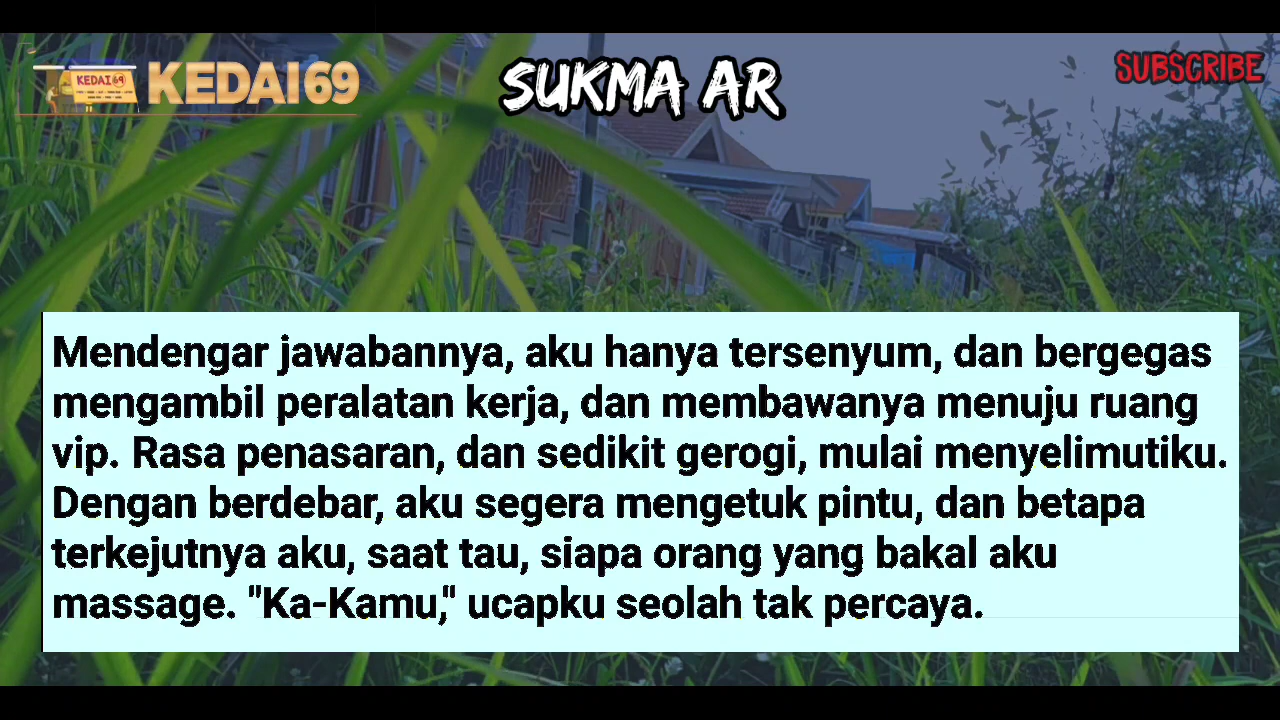 KEDAI 69
KEDAI69
SUKMA AR
SUBSCRIBE
Mendengar jawabannya, aku hanya tersenyum, dan bergegas
mengambil peralatan kerja, dan membawanya menuju ruang
vip. Rasa penasaran, dan sedikit gerogi, mulai menyelimutiku.
Dengan berdebar, aku segera mengetuk pintu, dan betapa
terkejutnya aku, saat tau, siapa orang yang bakal aku
massage. "Ka-Kamu," ucapku seolah tak percaya.